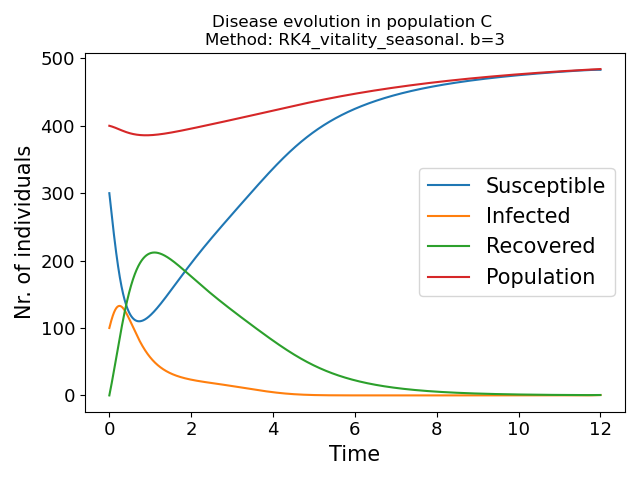 Disease evolution in population C
Method: RK4_vitality_seasonal. b=3
500
400
300
200
100
0
Nr. of individuals
Susceptible
Infected
Recovered
Population
0 2 4 6 8 10 12
Time